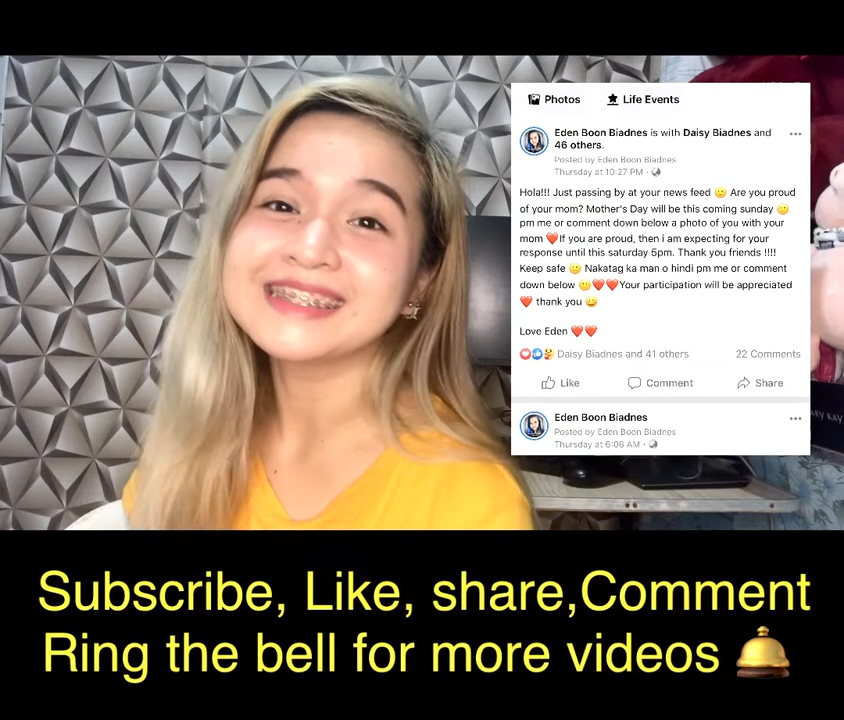 Photos Life Events
Eden Boon Biadnes is with Daisy Biadnes and
46 others.
Posted by Eden Boon Biadnes
Thursday at 10:27 PM
Hola!!! Just passing by at your news feed 🙂 Are you proud
of your mom? Mother's Day will be this coming sunday 🙂
pm me or comment down below a photo of you with your
mom ❤️If you are proud, then i am expecting for your
response until this saturday 5pm. Thank you friends !!!!
Keep safe 🙂 Nakatag ka man o hindi pm me or comment
down below 🙂❤️❤️Your participation will be appreciated
❤️ thank you 😀
Love Eden ❤️❤️
Daisy Biadnes and 41 others 22 Comments
Like Comment Share
Eden Boon Biadnes
Posted by Eden Boon Biadnes
Thursday at 6:06 AM
ARY KAY
Subscribe, Like, share,Comment
Ring the bell for more videos 🛎️